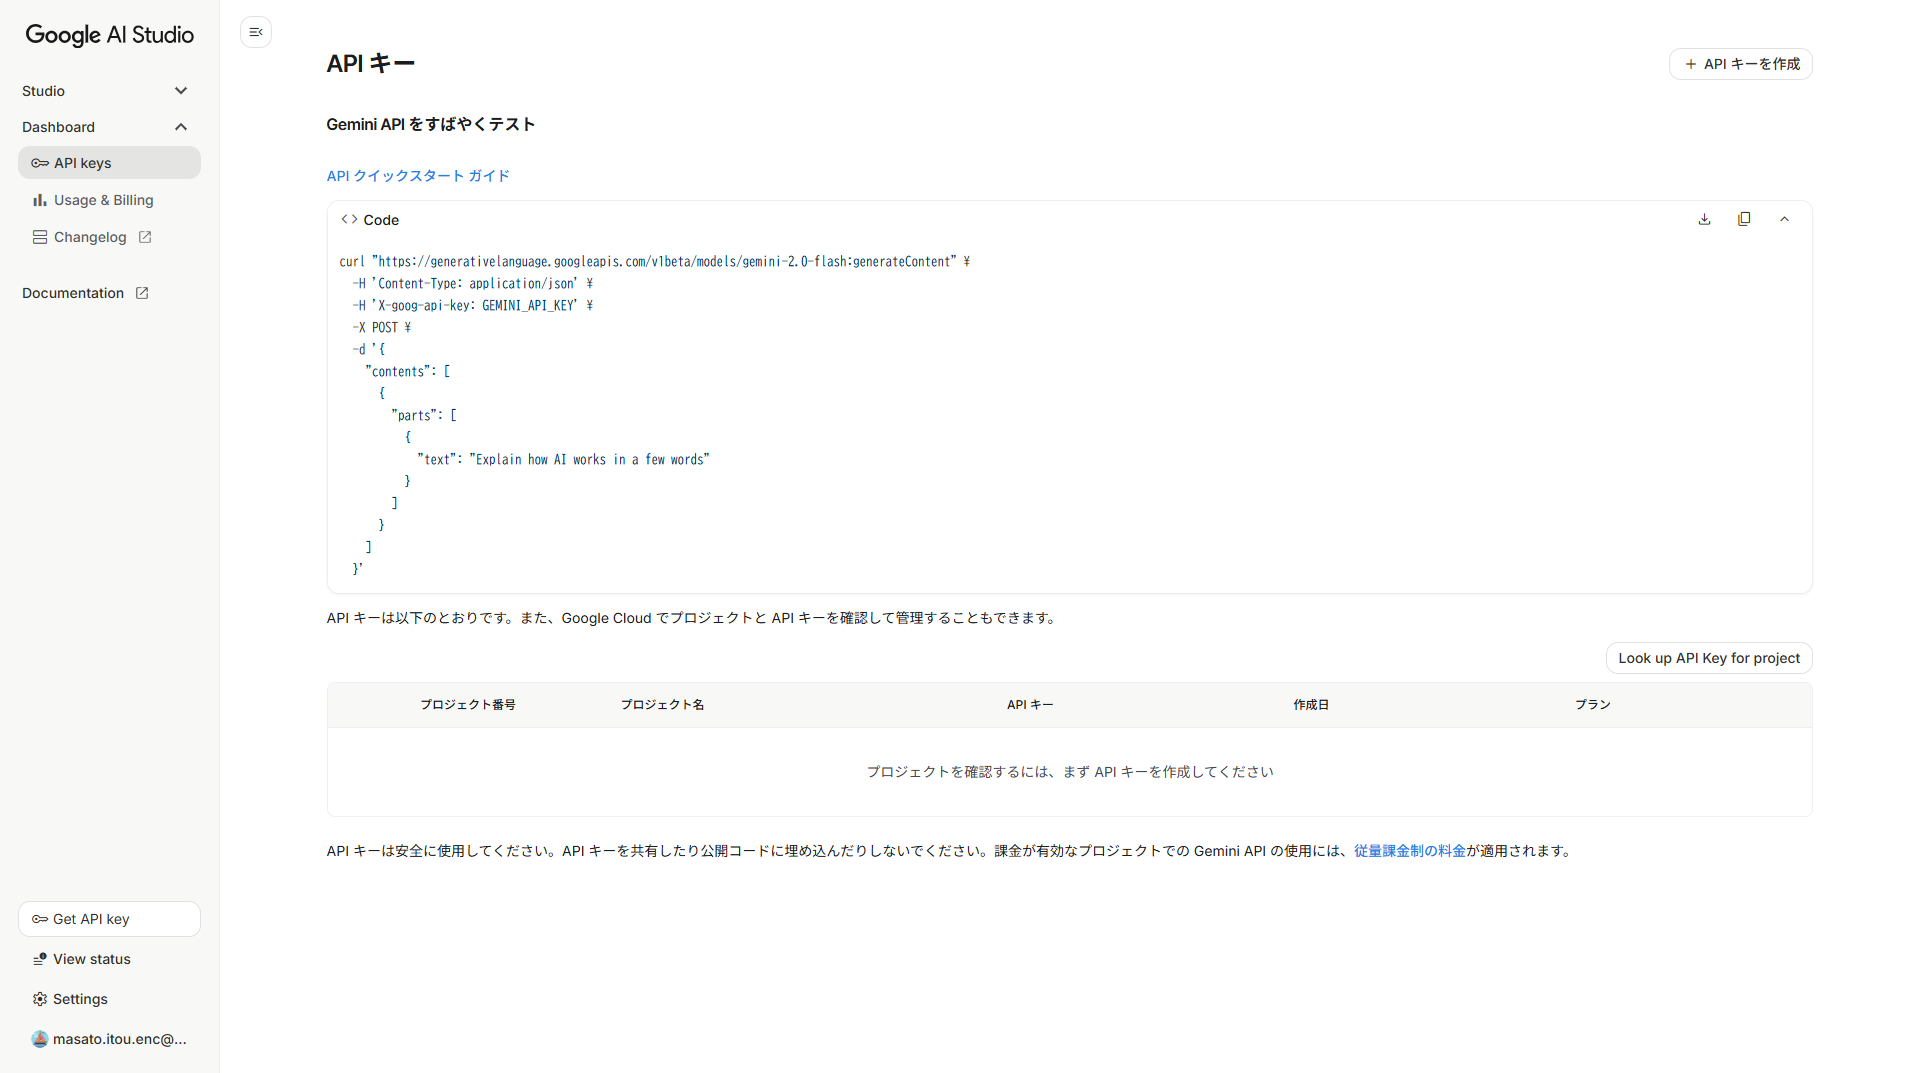 Google AI Studio
Studio
Dashboard
API keys
Usage & Billing
Changelog
Documentation
Get API key
View status
Settings
masato.itou.enc@...
API キー
API キーを作成
Gemini API をすばやくテスト
API クイックスタート ガイド
Code
curl "https://generativelanguage.googleapis.com/v1beta/models/gemini-2.0-flash:generateContent" ¥
-H 'Content-Type: application/json' ¥
-H 'X-goog-api-key: GEMINI_API_KEY' ¥
-X POST ¥
-d '{
"contents": [
{
"parts": [
{
"text": "Explain how AI works in a few words"
}
]
}
]
}'
API キーは以下のとおりです。また、Google Cloud でプロジェクトと API キーを確認して管理することもできます。
Look up API Key for project
プロジェクト番号 プロジェクト名 API キー 作成日 プラン
プロジェクトを確認するには、まず API キーを作成してください
API キーは安全に使用してください。API キーを共有したり公開コードに埋め込んだりしないでください。課金が有効なプロジェクトでの Gemini API の使用には、従量課金制の料金が適用されます。